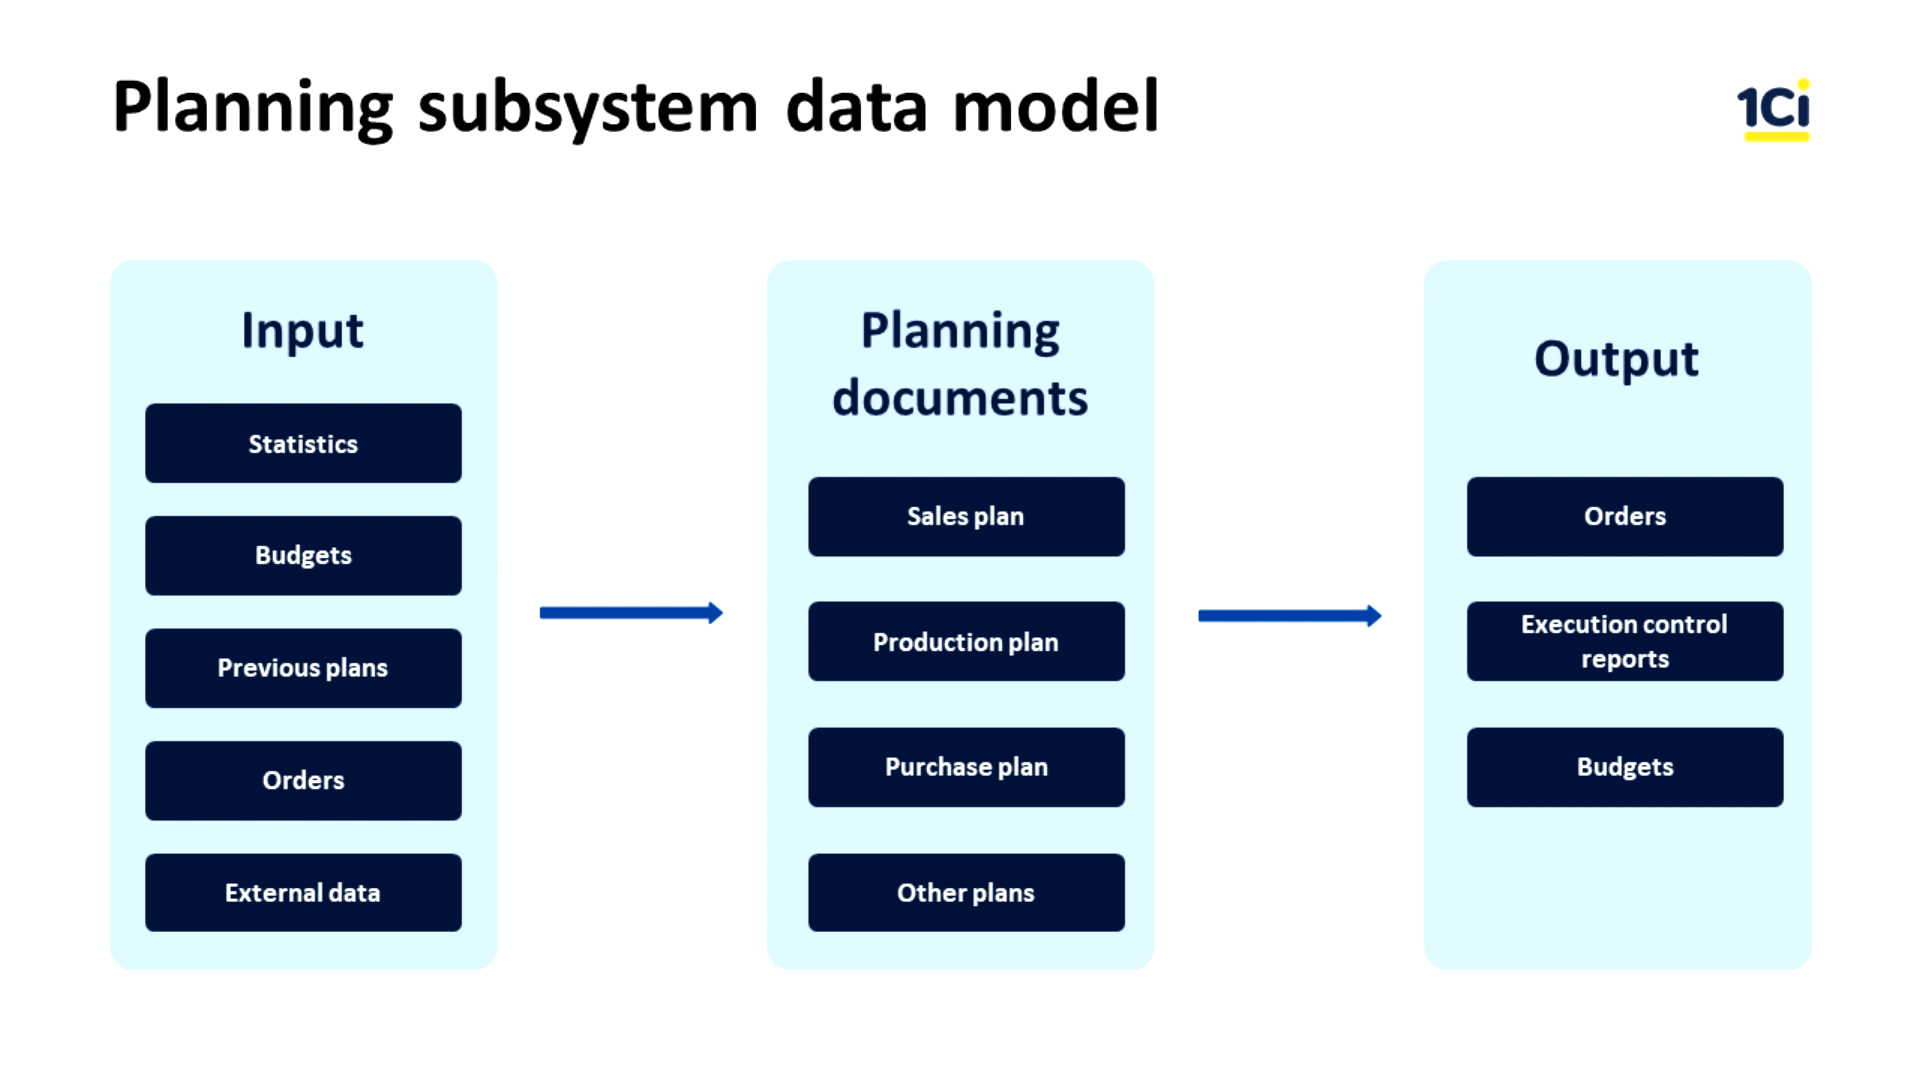 Planning subsystem data model
1Ci
Input
Statistics
Budgets
Previous plans
Orders
External data
Planning
documents
Sales plan
Production plan
Purchase plan
Other plans
Output
Orders
Execution control
reports
Budgets